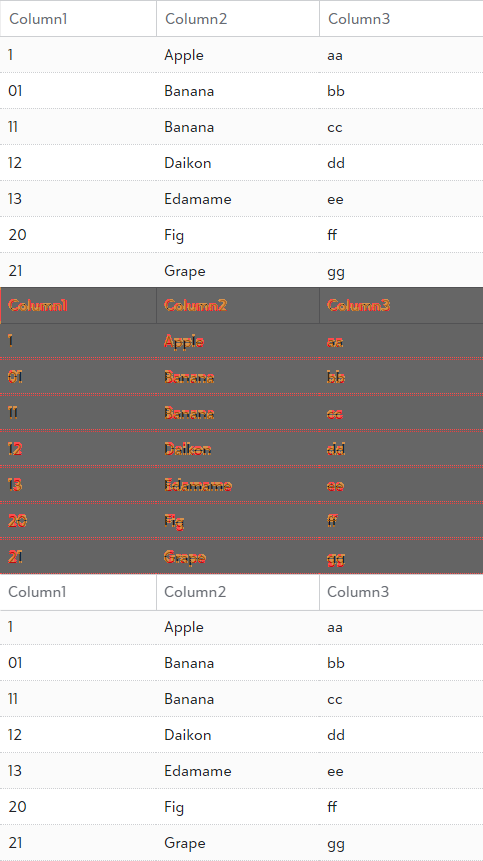 Column1 Column2 Column3
1 Apple aa
01 Banana bb
11 Banana cc
12 Daikon dd
13 Edamame ee
20 Fig ff
21 Grape gg
Column1 Column2 Column3
1 Apple aa
01 Banana bb
11 Banana cc
12 Daikon dd
13 Edamame ee
20 Fig ff
21 Grape gg
Column1 Column2 Column3
1 Apple aa
01 Banana bb
11 Banana cc
12 Daikon dd
13 Edamame ee
20 Fig ff
21 Grape gg